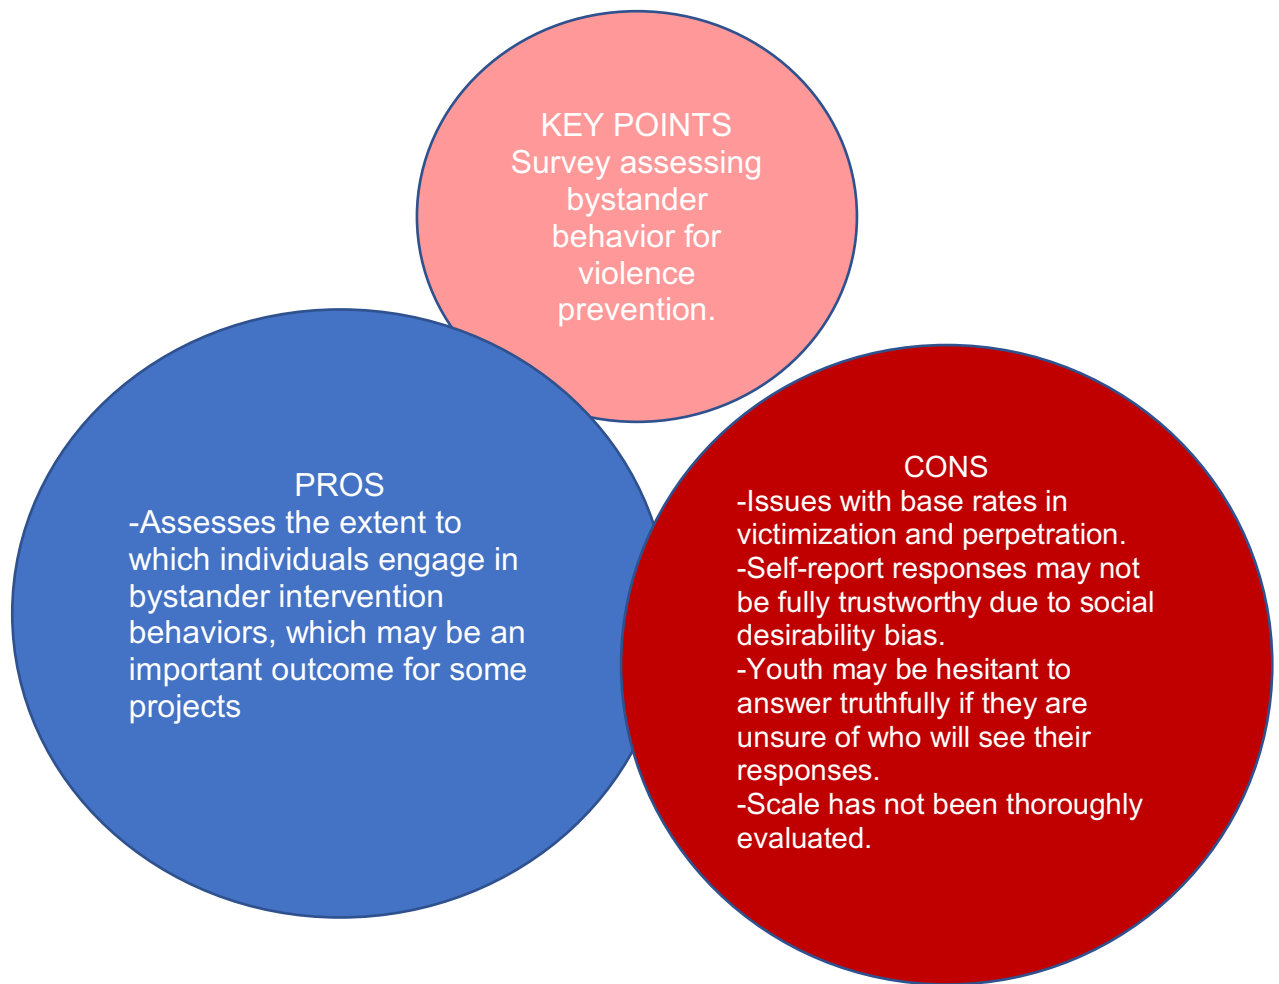 KEY POINTS
Survey assessing
bystander
behavior for
violence
prevention.
PROS
-Assesses the extent to
which individuals engage in
bystander intervention
behaviors, which may be an
important outcome for some
projects
CONS
-Issues with base rates in
victimization and perpetration.
-Self-report responses may not
be fully trustworthy due to social
desirability bias.
-Youth may be hesitant to
answer truthfully if they are
unsure of who will see their
responses.
-Scale has not been thoroughly
evaluated.